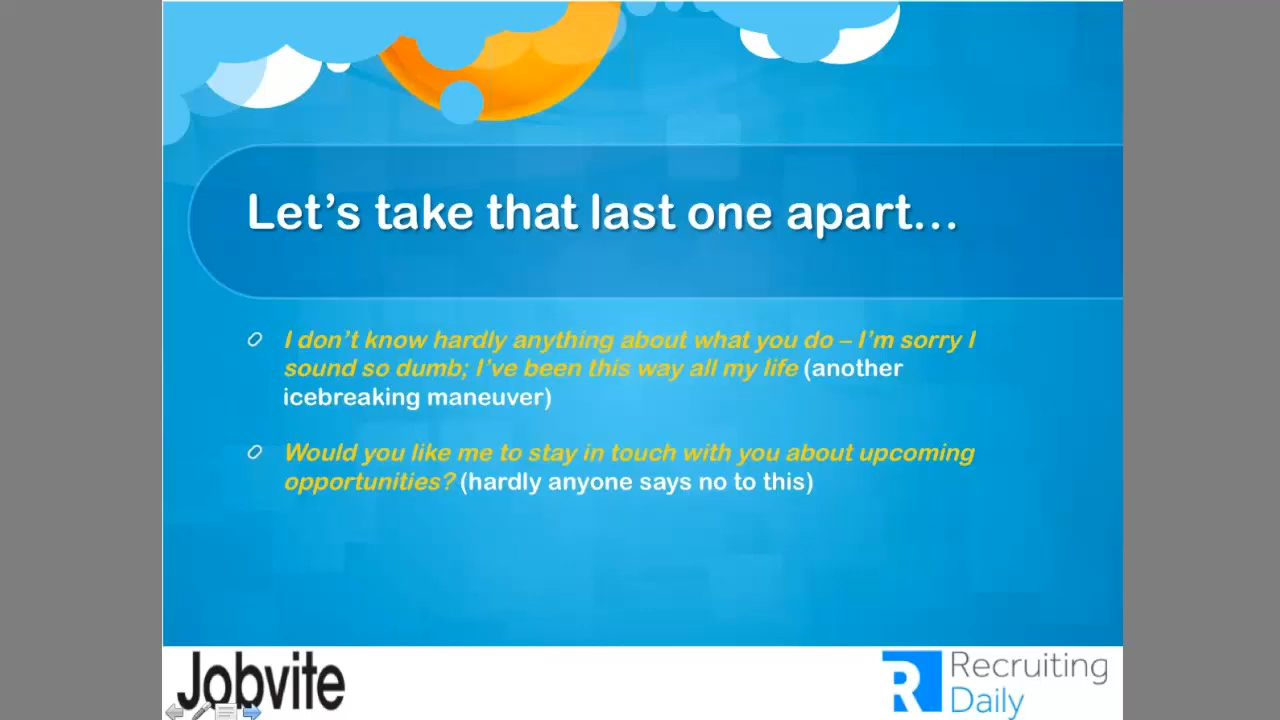 Let’s take that last one apart…
I don’t know hardly anything about what you do – I’m sorry I
sound so dumb; I’ve been this way all my life (another
icebreaking maneuver)
Would you like me to stay in touch with you about upcoming
opportunities? (hardly anyone says no to this)
Jobvite
R Recruiting
Daily